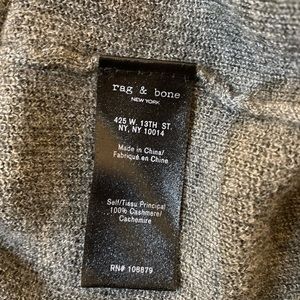 rag & bone
NEW YORK
425 W. 13TH ST.
NY, NY 10014
Made in China/
Fabriqué en Chine
Self/Tissu Principal
100% Cashmere/
Cachemire
RN# 106879